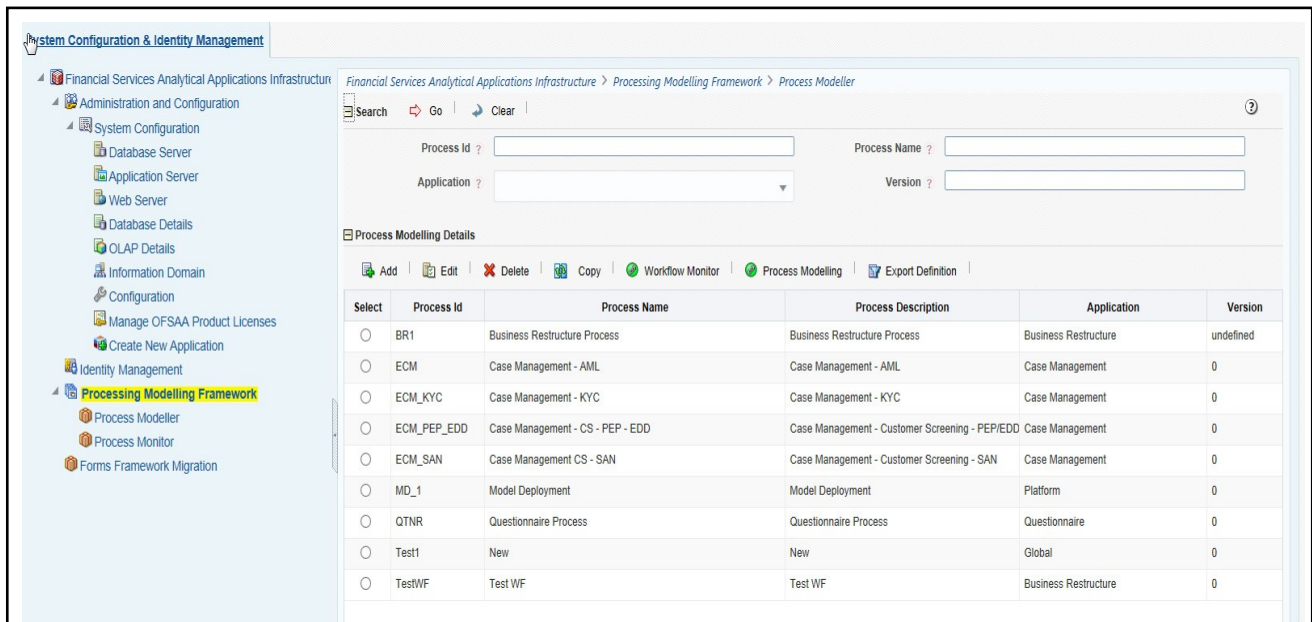 System Configuration & Identity Management
Financial Services Analytical Applications Infrastructure
Administration and Configuration
System Configuration
Database Server
Application Server
Web Server
Database Details
OLAP Details
Information Domain
Configuration
Manage OFSAA Product Licenses
Create New Application
Identity Management
Processing Modelling Framework
Process Modeller
Process Monitor
Forms Framework Migration
Financial Services Analytical Applications Infrastructure > Processing Modelling Framework > Process Modeller
Search Go Clear ?
Process Id ? Process Name ?
Application ? Version ?
Process Modelling Details
Add Edit Delete Copy Workflow Monitor Process Modelling Export Definition
Select Process Id Process Name Process Description Application Version
BR1 Business Restructure Process Business Restructure Process Business Restructure undefined
ECM Case Management - AML Case Management - AML Case Management 0
ECM_KYC Case Management - KYC Case Management - KYC Case Management 0
ECM_PEP_EDD Case Management - CS - PEP - EDD Case Management - Customer Screening - PEP/EDD Case Management 0
ECM_SAN Case Management CS - SAN Case Management - Customer Screening - SAN Case Management 0
MD_1 Model Deployment Model Deployment Platform 0
QTNR Questionnaire Process Questionnaire Process Questionnaire 0
Test1 New New Global 0
TestWF Test WF Test WF Business Restructure 0